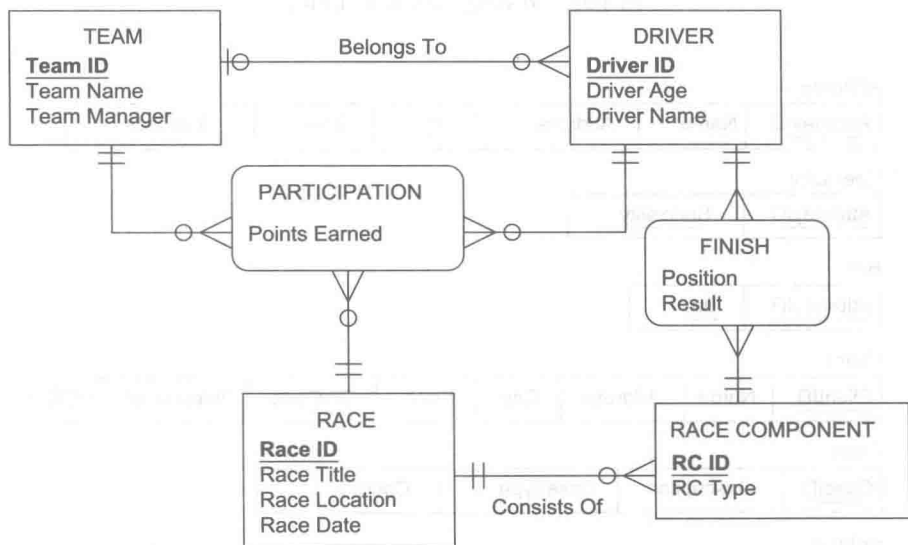 TEAM
Team ID
Team Name
Team Manager
Belongs To
DRIVER
Driver ID
Driver Age
Driver Name
PARTICIPATION
Points Earned
FINISH
Position
Result
RACE
Race ID
Race Title
Race Location
Race Date
Consists Of
RACE COMPONENT
RC ID
RC Type